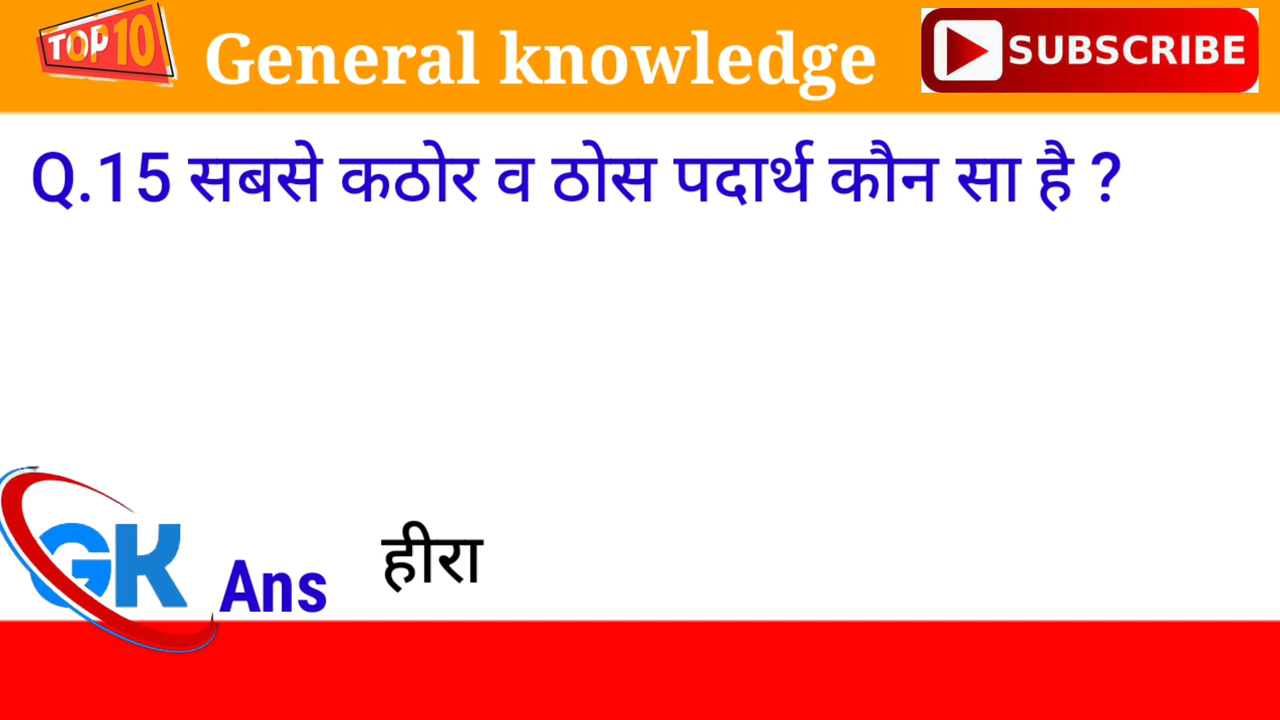 TOP10 General knowledge SUBSCRIBE
Q.15 सबसे कठोर व ठोस पदार्थ कौन सा है ?
GK Ans हीरा